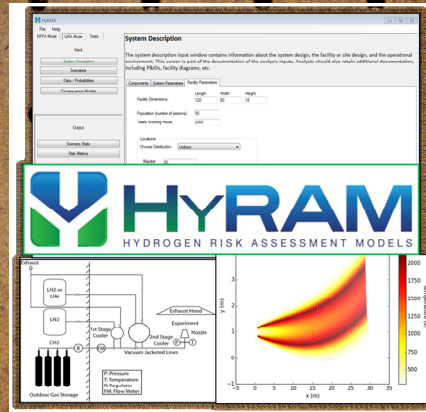 HyRAM
File Help
NFPA Mode QRA Mode Tests
Input
System Description
Scenarios
Data / Probabilities
Consequence Models
Output
Scenario Stats
Risk Metrics
System Description
The system description input window contains information about the system design, the facility or site design, and the operational
environment. This screen is part of the documentation of the analysis inputs. Analysts should also retain additional documentation,
including P&IDs, facility diagrams, etc.
Components System Parameters Facility Parameters
Length Width Height
Facility Dimensions:
Population (number of persons): 50
Yearly Working Hours: 2000
Locations
Choose Distribution: Uniform
HYRAM
HYDROGEN RISK ASSESSMENT MODELS
Exhaust
LH2 or
LHe
LN2
CH2
1st Stage
Cooler
2nd Stage
Cooler
Exhaust Hood
Experiment
Nozzle
R
FM
P
T
Vacuum Jacketed Lines
Outdoor Gas Storage
P: Pressure
T: Temperature
R: Regulator
FM: Flow Meter
y (m)
3
2
1
0
−1
−5 0 5 10 15 20 25 30 35
x (m)
2000
1750
1500
1250
1000
750
500